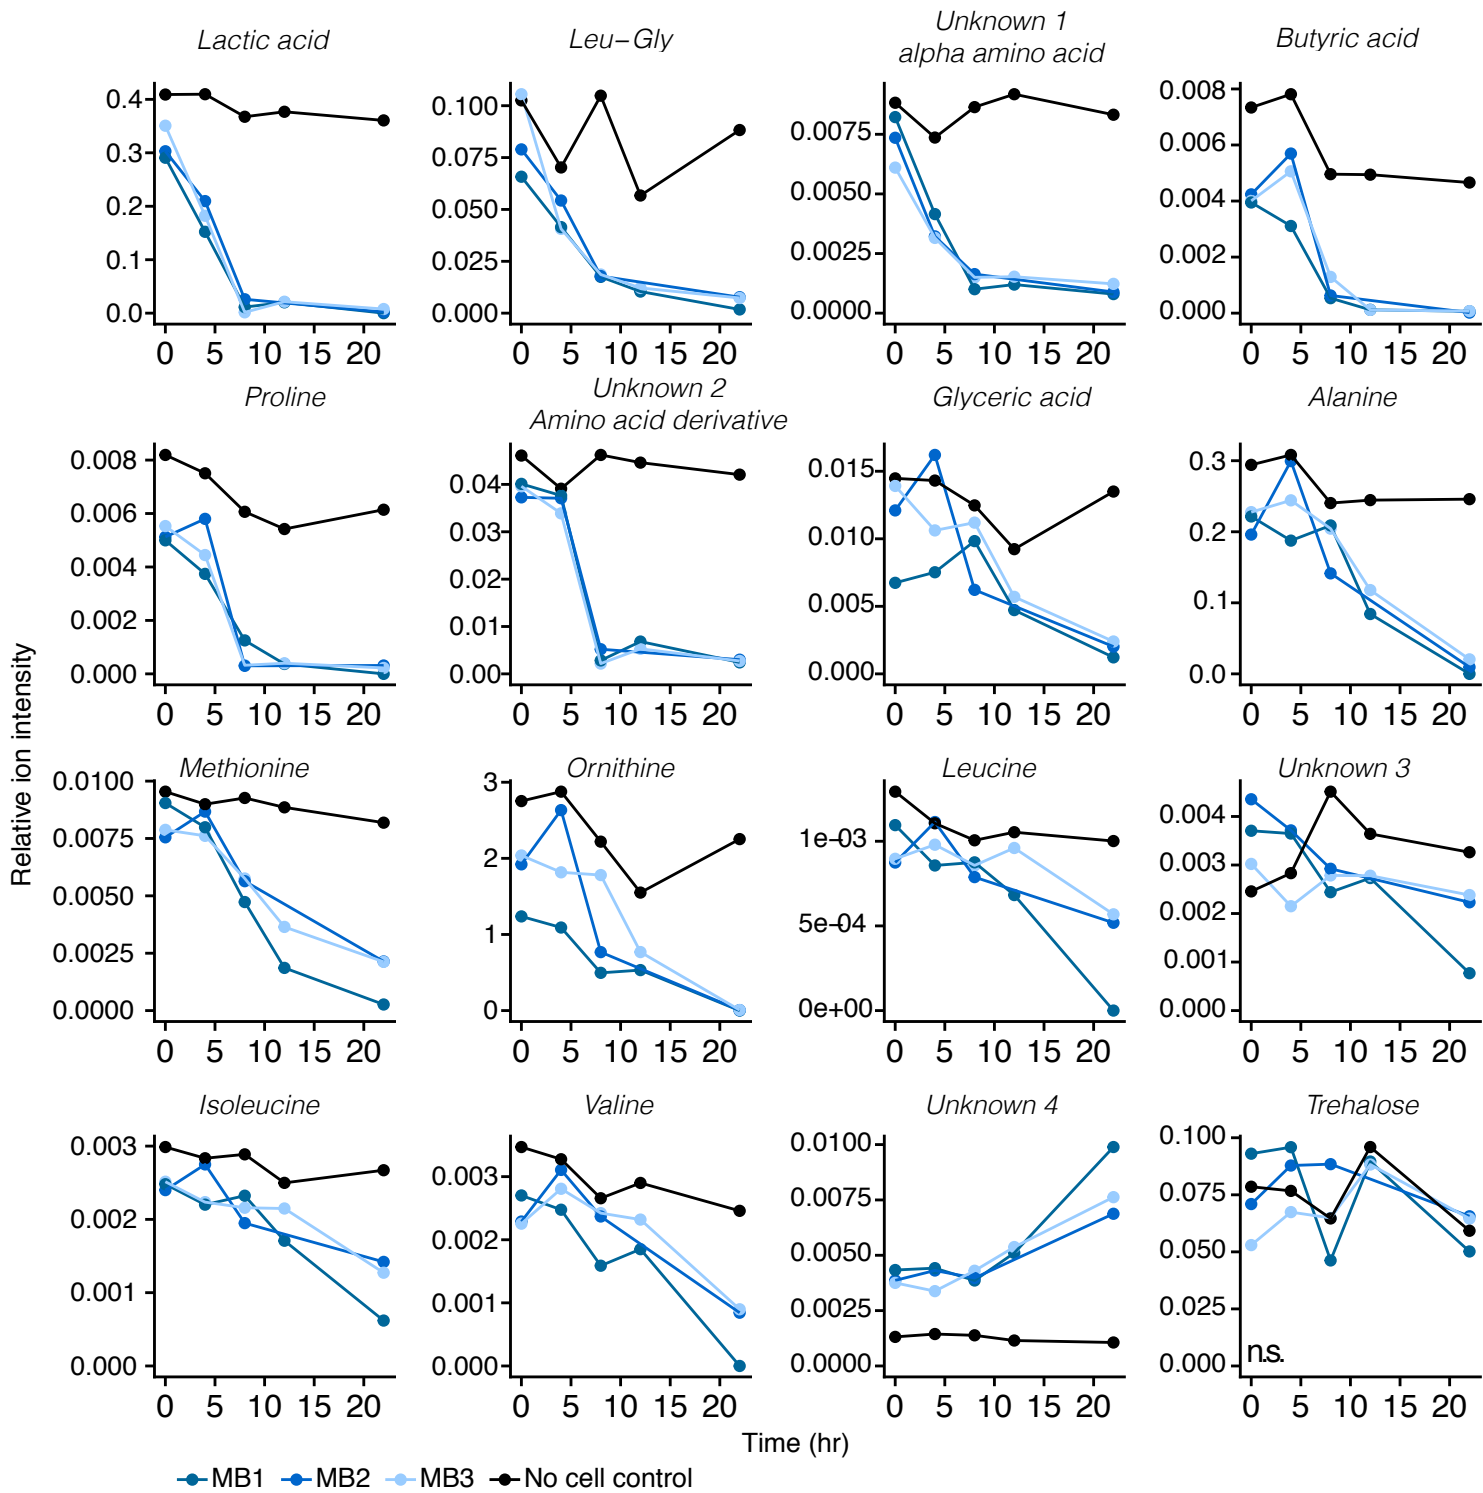 Lactic acid
Leu–Gly
Unknown 1
alpha amino acid
Butyric acid
0.4
0.3
0.2
0.1
0.0
0 5 10 15 20
0.100
0.075
0.050
0.025
0.000
0 5 10 15 20
0.0075
0.0050
0.0025
0.0000
0 5 10 15 20
0.008
0.006
0.004
0.002
0.000
0 5 10 15 20
Proline
Unknown 2
Amino acid derivative
Glyceric acid
Alanine
0.008
0.006
0.004
0.002
0.000
0 5 10 15 20
0.04
0.03
0.02
0.01
0.00
0 5 10 15 20
0.015
0.010
0.005
0.000
0 5 10 15 20
0.3
0.2
0.1
0.0
0 5 10 15 20
Relative ion intensity
Methionine
Ornithine
Leucine
Unknown 3
0.0100
0.0075
0.0050
0.0025
0.0000
0 5 10 15 20
3
2
1
0
0 5 10 15 20
1e−03
5e−04
0e+00
0 5 10 15 20
0.004
0.003
0.002
0.001
0.000
0 5 10 15 20
Isoleucine
Valine
Unknown 4
Trehalose
0.003
0.002
0.001
0.000
0 5 10 15 20
0.003
0.002
0.001
0.000
0 5 10 15 20
0.0100
0.0075
0.0050
0.0025
0.0000
0 5 10 15 20
0.100
0.075
0.050
0.025
0.000
n.s.
0 5 10 15 20
Time (hr)
MB1 MB2 MB3 No cell control